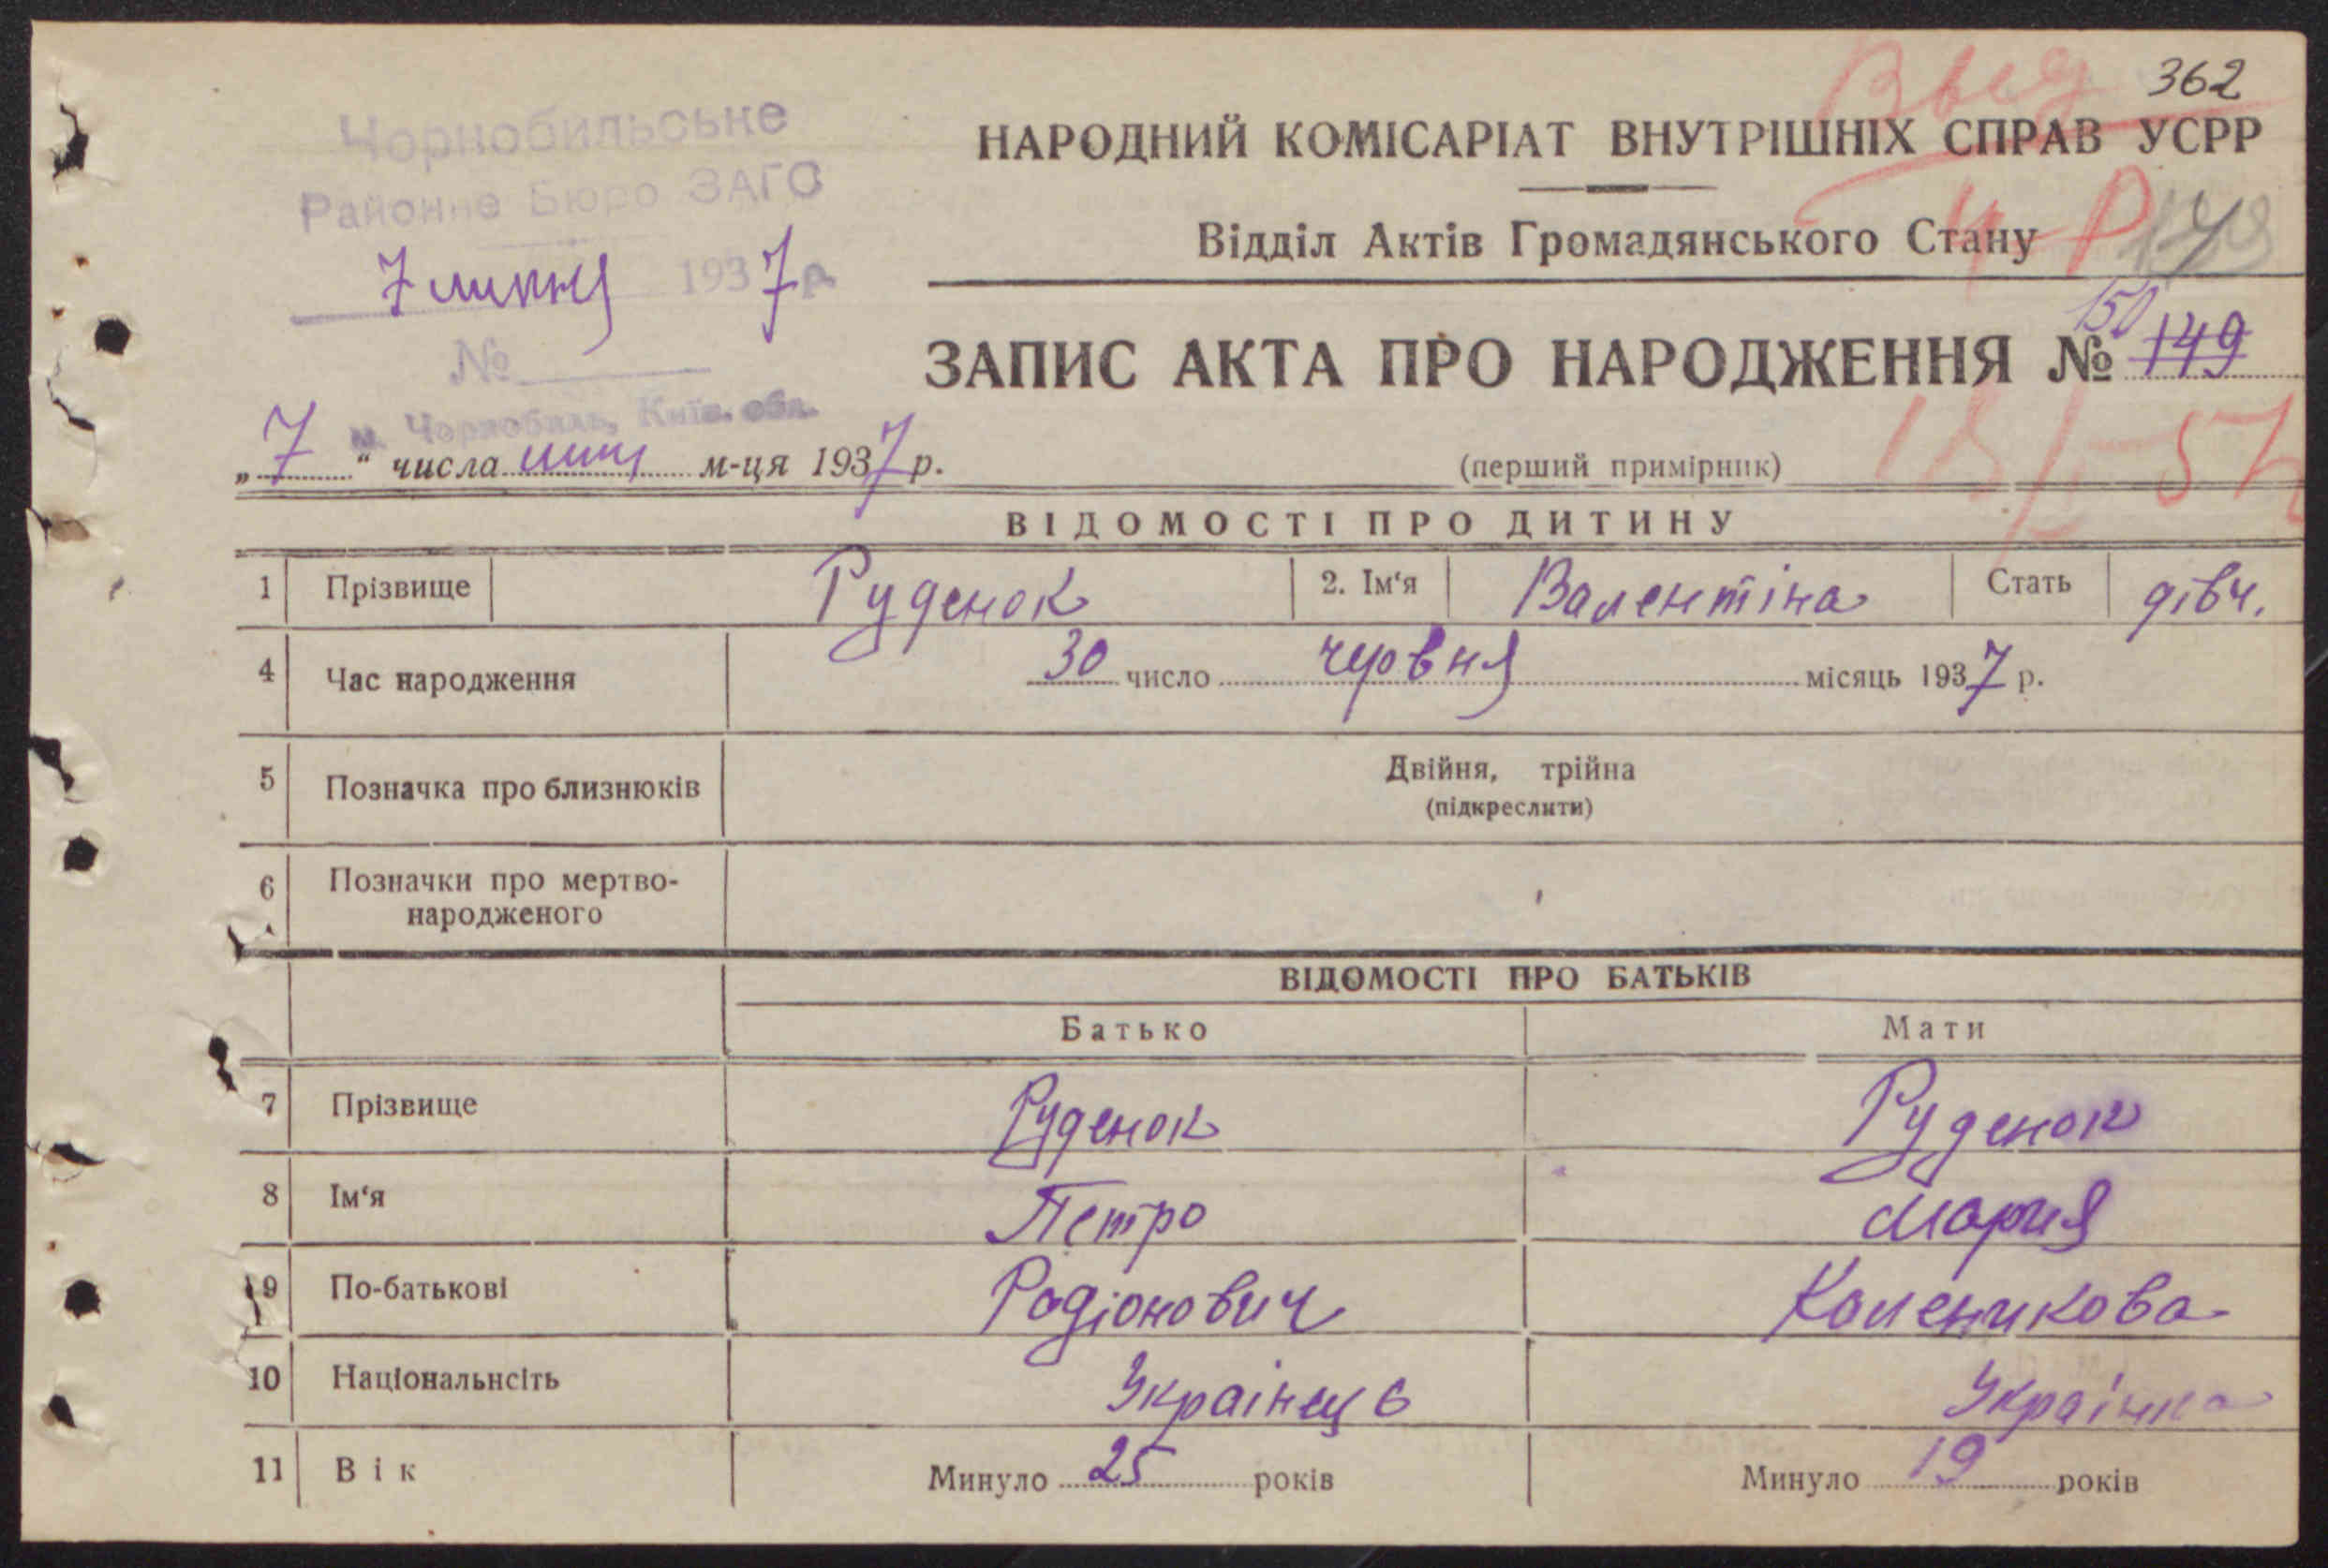 362
Чорнобильське
НАРОДНИЙ КОМІСАРІАТ ВНУТРІШНІХ СПРАВ УСРР
Районне Бюро ЗАГС
Відділ Актів Громадянського Стану
7 липня 1937 р.
150
№
ЗАПИС АКТА ПРО НАРОДЖЕННЯ № 149
м. Чорнобиль, Київ. обл.
„ 7 “ числа липн м-ця 1937 р.
(перший примірник)
ВІДОМОСТІ ПРО ДИТИНУ
1 Прізвище Руденок 2. Ім‘я Валентіна Стать дівч.
4 Час народження 30 число червня місяць 1937 р.
5 Позначка про близнюків Двійня, трійна
(підкреслити)
6 Позначки про мертво-
народженого
ВІДОМОСТІ ПРО БАТЬКІВ
Батько Мати
7 Прізвище Руденок Руденок
8 Ім‘я Петро Мария
9 По-батькові Родіонович Каленикова
10 Національнсіть Українець Українка
11 Вік Минуло 25 років Минуло 19 років